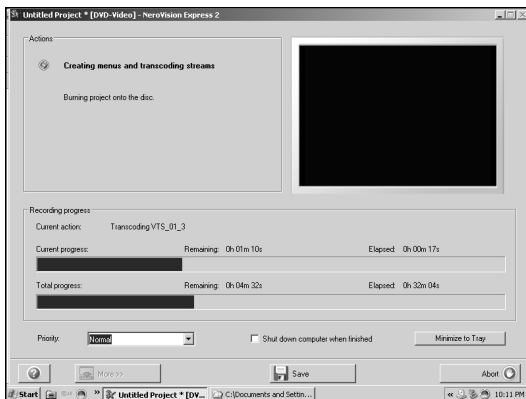 Untitled Project * [DVD-Video] - NeroVision Express 2
Actions
Creating menus and transcoding streams
Burning project onto the disc.
Recording progress
Current action: Transcoding VTS_01_3
Current progress: Remaining: 0h 01m 10s Elapsed: 0h 00m 17s
Total progress: Remaining: 0h 04m 32s Elapsed: 0h 32m 04s
Priority: Normal Shut down computer when finished Minimize to Tray
? More >> Save Abort
Start » Untitled Project * [DV... C:\Documents and Settin... « 10:11 PM